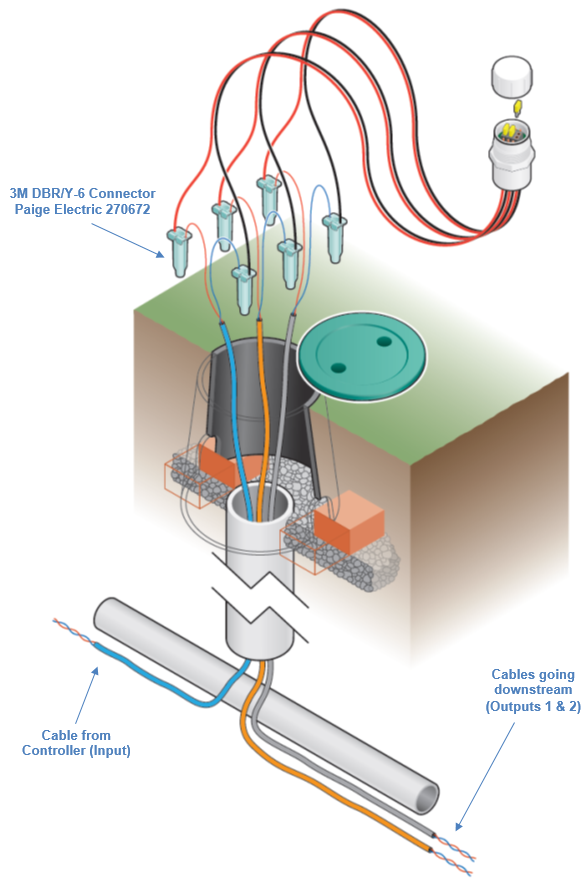 3M DBR/Y-6 Connector
Paige Electric 270672
Cable from
Controller (Input)
Cables going
downstream
(Outputs 1 & 2)